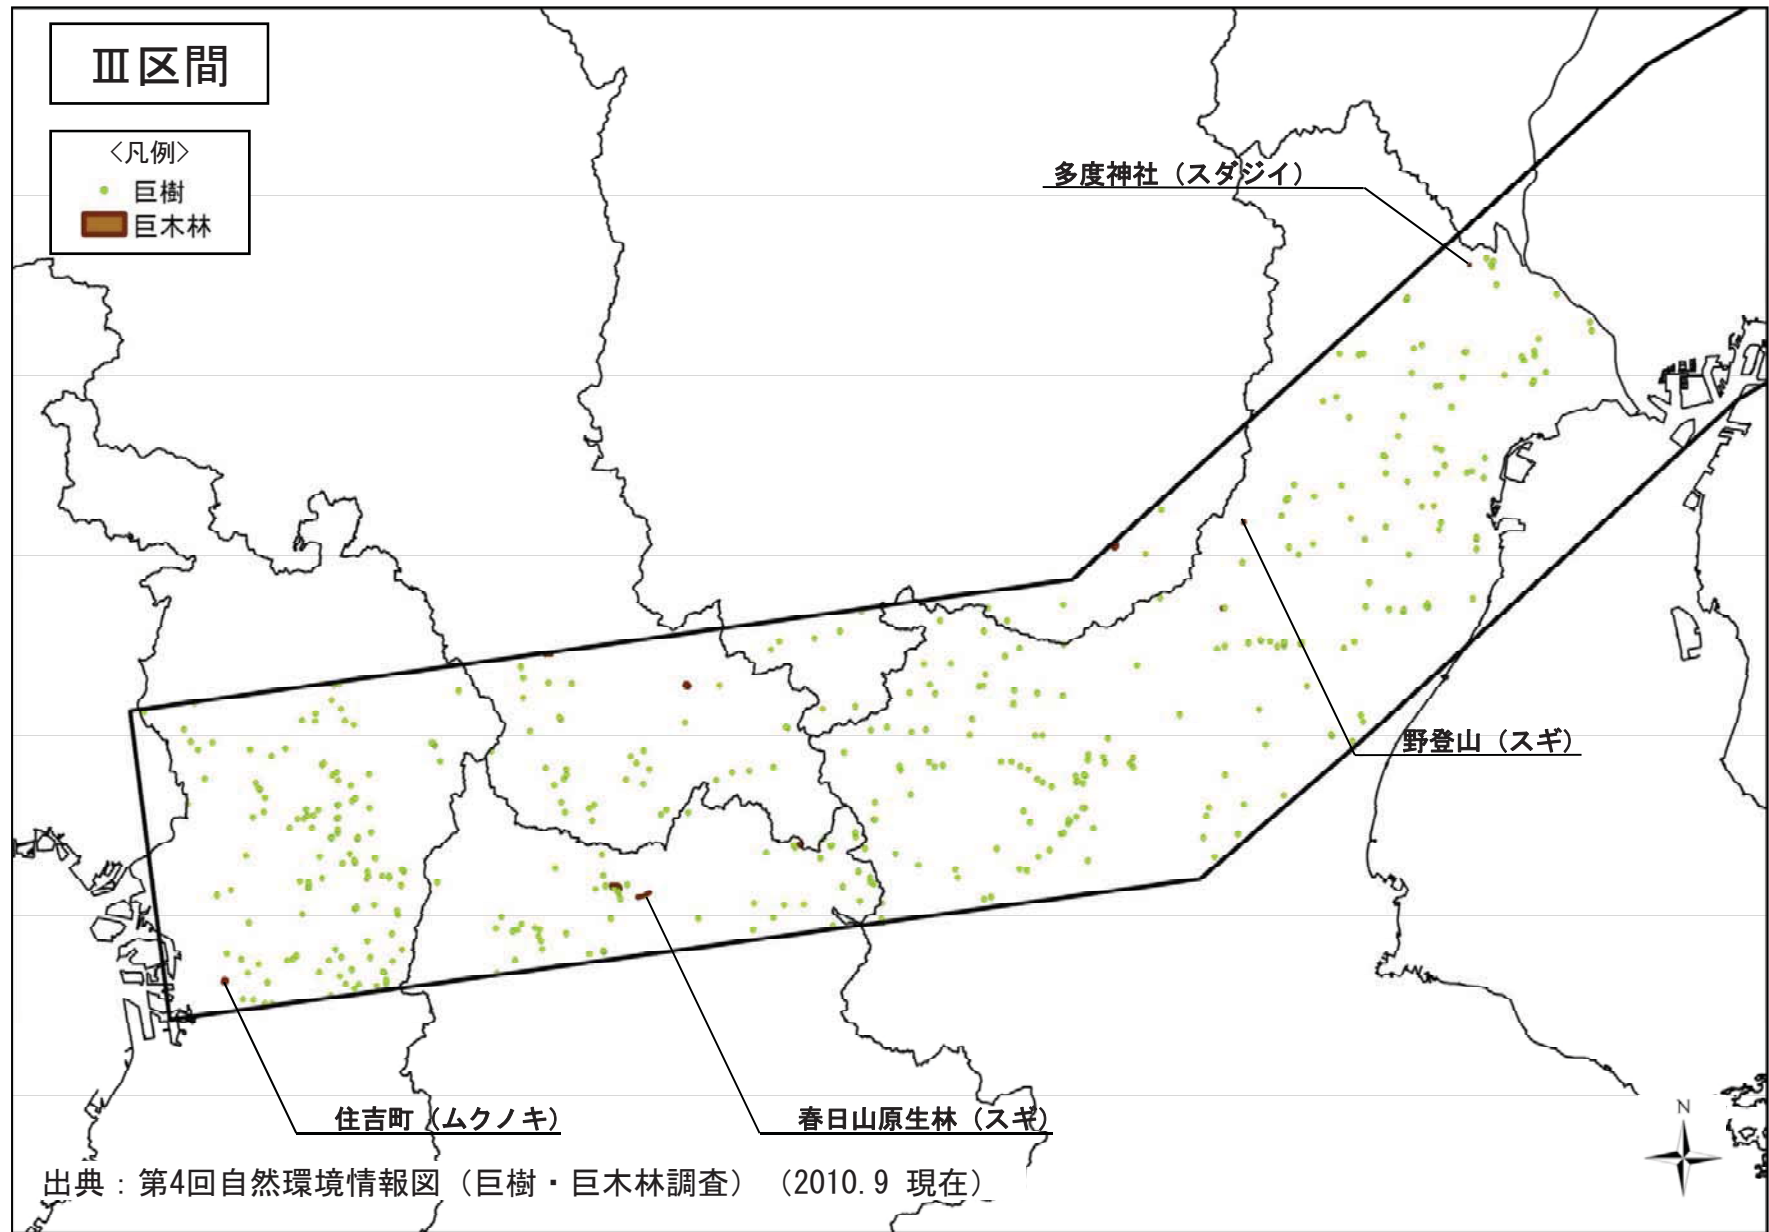 Ⅲ区間
<凡例>
巨樹
巨木林
多度神社（スダジイ）
野登山（スギ）
住吉町（ムクノキ）
春日山原生林（スギ）
N
出典：第4回自然環境情報図（巨樹・巨木林調査）（2010.9 現在）